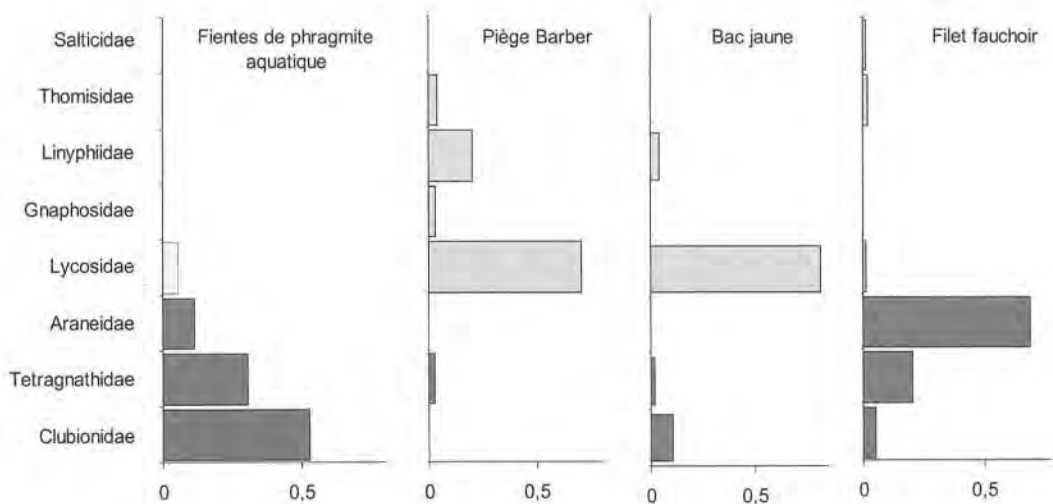 Fientes de phragmite
aquatique
Piège Barber
Bac jaune
Filet fauchoir
Salticidae
Thomisidae
Linyphiidae
Gnaphosidae
Lycosidae
Araneidae
Tetragnathidae
Clubionidae
0 0,5
0 0,5
0 0,5
0 0,5